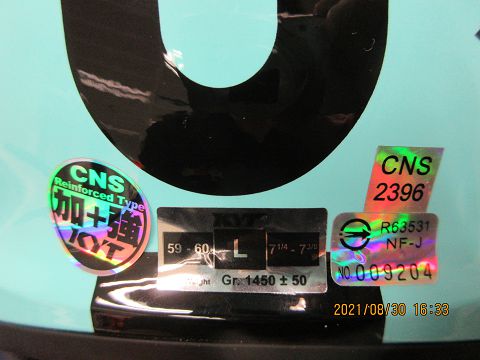 CNS
Reinforced Type
加+強
KYT
KYT
59 - 60
L
7 1/4 - 7 3/8
Gr. 1450 ± 50
CNS
2396
R63531
NF-J
NO 009204
2021/08/30 16:33